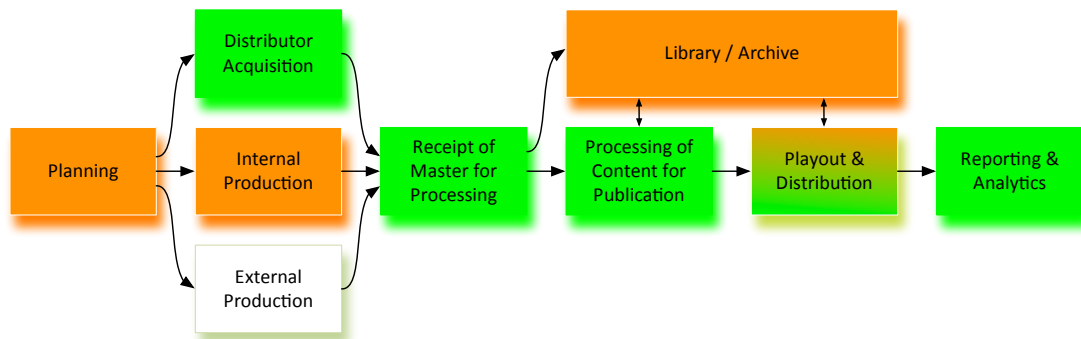 Distributor
Acquisition
Library / Archive
Planning
Internal
Production
Receipt of
Master for
Processing
Processing of
Content for
Publication
Playout &
Distribution
Reporting &
Analytics
External
Production